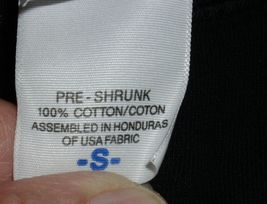 PRE - SHRUNK
100% COTTON/COTON
ASSEMBLED IN HONDURAS
OF USA FABRIC
-S-